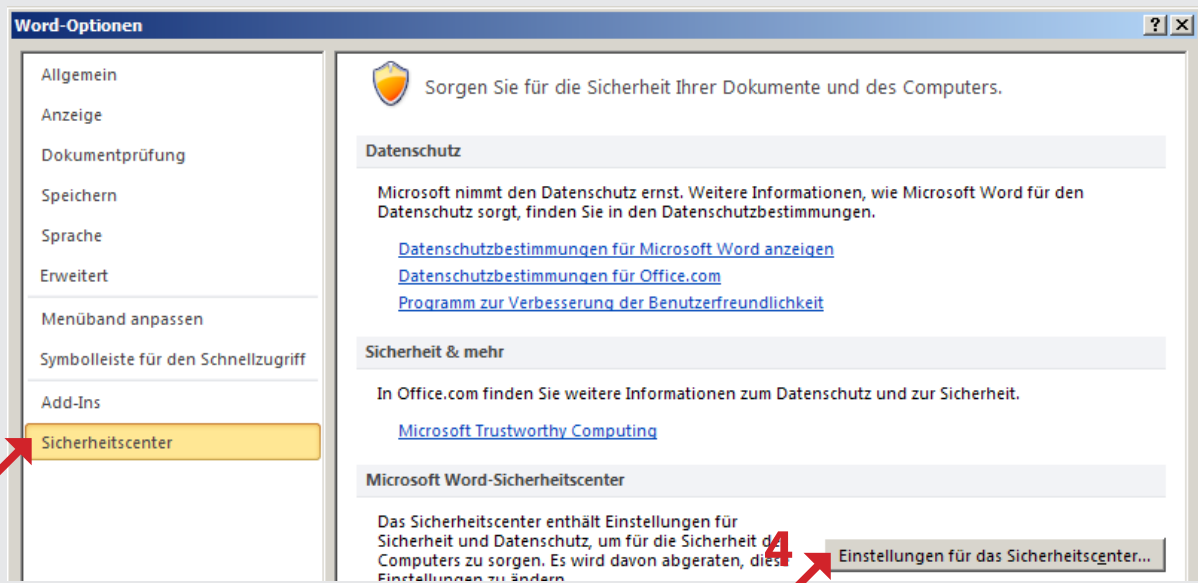 Word-Optionen
Allgemein
Anzeige
Dokumentprüfung
Speichern
Sprache
Erweitert
Menüband anpassen
Symbolleiste für den Schnellzugriff
Add-Ins
Sicherheitscenter
Sorgen Sie für die Sicherheit Ihrer Dokumente und des Computers.
Datenschutz
Microsoft nimmt den Datenschutz ernst. Weitere Informationen, wie Microsoft Word für den
Datenschutz sorgt, finden Sie in den Datenschutzbestimmungen.
Datenschutzbestimmungen für Microsoft Word anzeigen
Datenschutzbestimmungen für Office.com
Programm zur Verbesserung der Benutzerfreundlichkeit
Sicherheit & mehr
In Office.com finden Sie weitere Informationen zum Datenschutz und zur Sicherheit.
Microsoft Trustworthy Computing
Microsoft Word-Sicherheitscenter
Das Sicherheitscenter enthält Einstellungen für
Sicherheit und Datenschutz, um für die Sicherheit des
Computers zu sorgen. Es wird davon abgeraten, diese
Einstellungen zu ändern.
4
Einstellungen für das Sicherheitscenter...